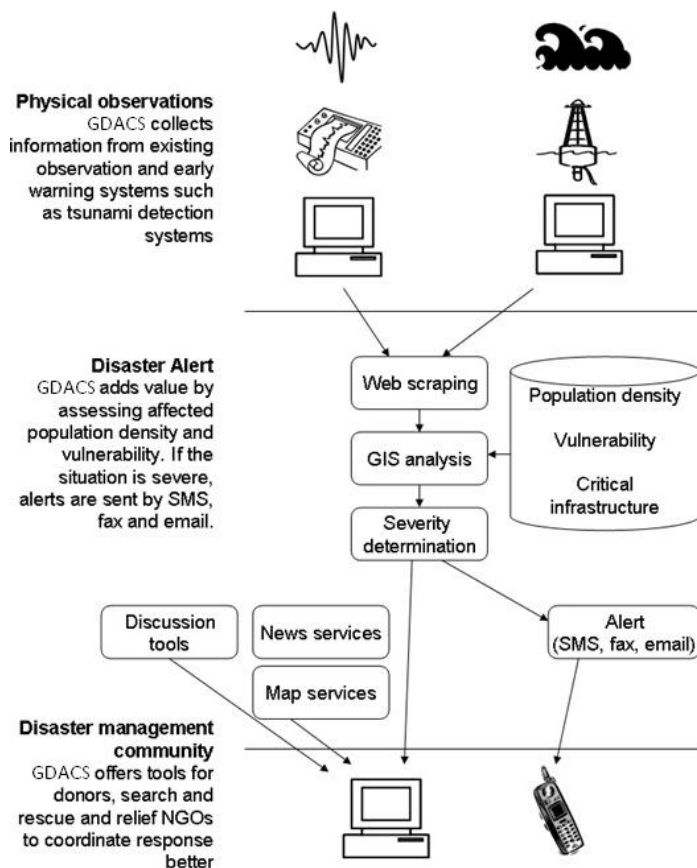 Physical observations
GDACS collects
information from existing
observation and early
warning systems such
as tsunami detection
systems
Disaster Alert
GDACS adds value by
assessing affected
population density and
vulnerability. If the
situation is severe,
alerts are sent by SMS,
fax and email.
Web scraping
GIS analysis
Severity
determination
Population density
Vulnerability
Critical
infrastructure
Discussion
tools
News services
Map services
Alert
(SMS, fax, email)
Disaster management
community
GDACS offers tools for
donors, search and
rescue and relief NGOs
to coordinate response
better